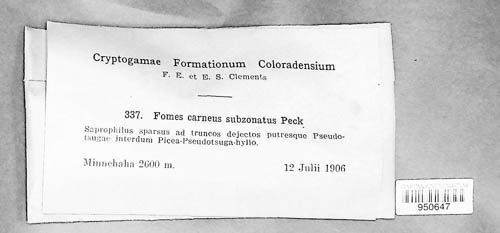 Cryptogamae Formationum Coloradensium
F. E. et E. S. Clements
337. Fomes carneus subzonatus Peck
Saprophilus sparsus ad truncos dejectos putresque Pseudo-
tsugae interdum Picea-Pseudotsuga-hylio.
Minnehaha 2600 m. 12 Julii 1906
950647